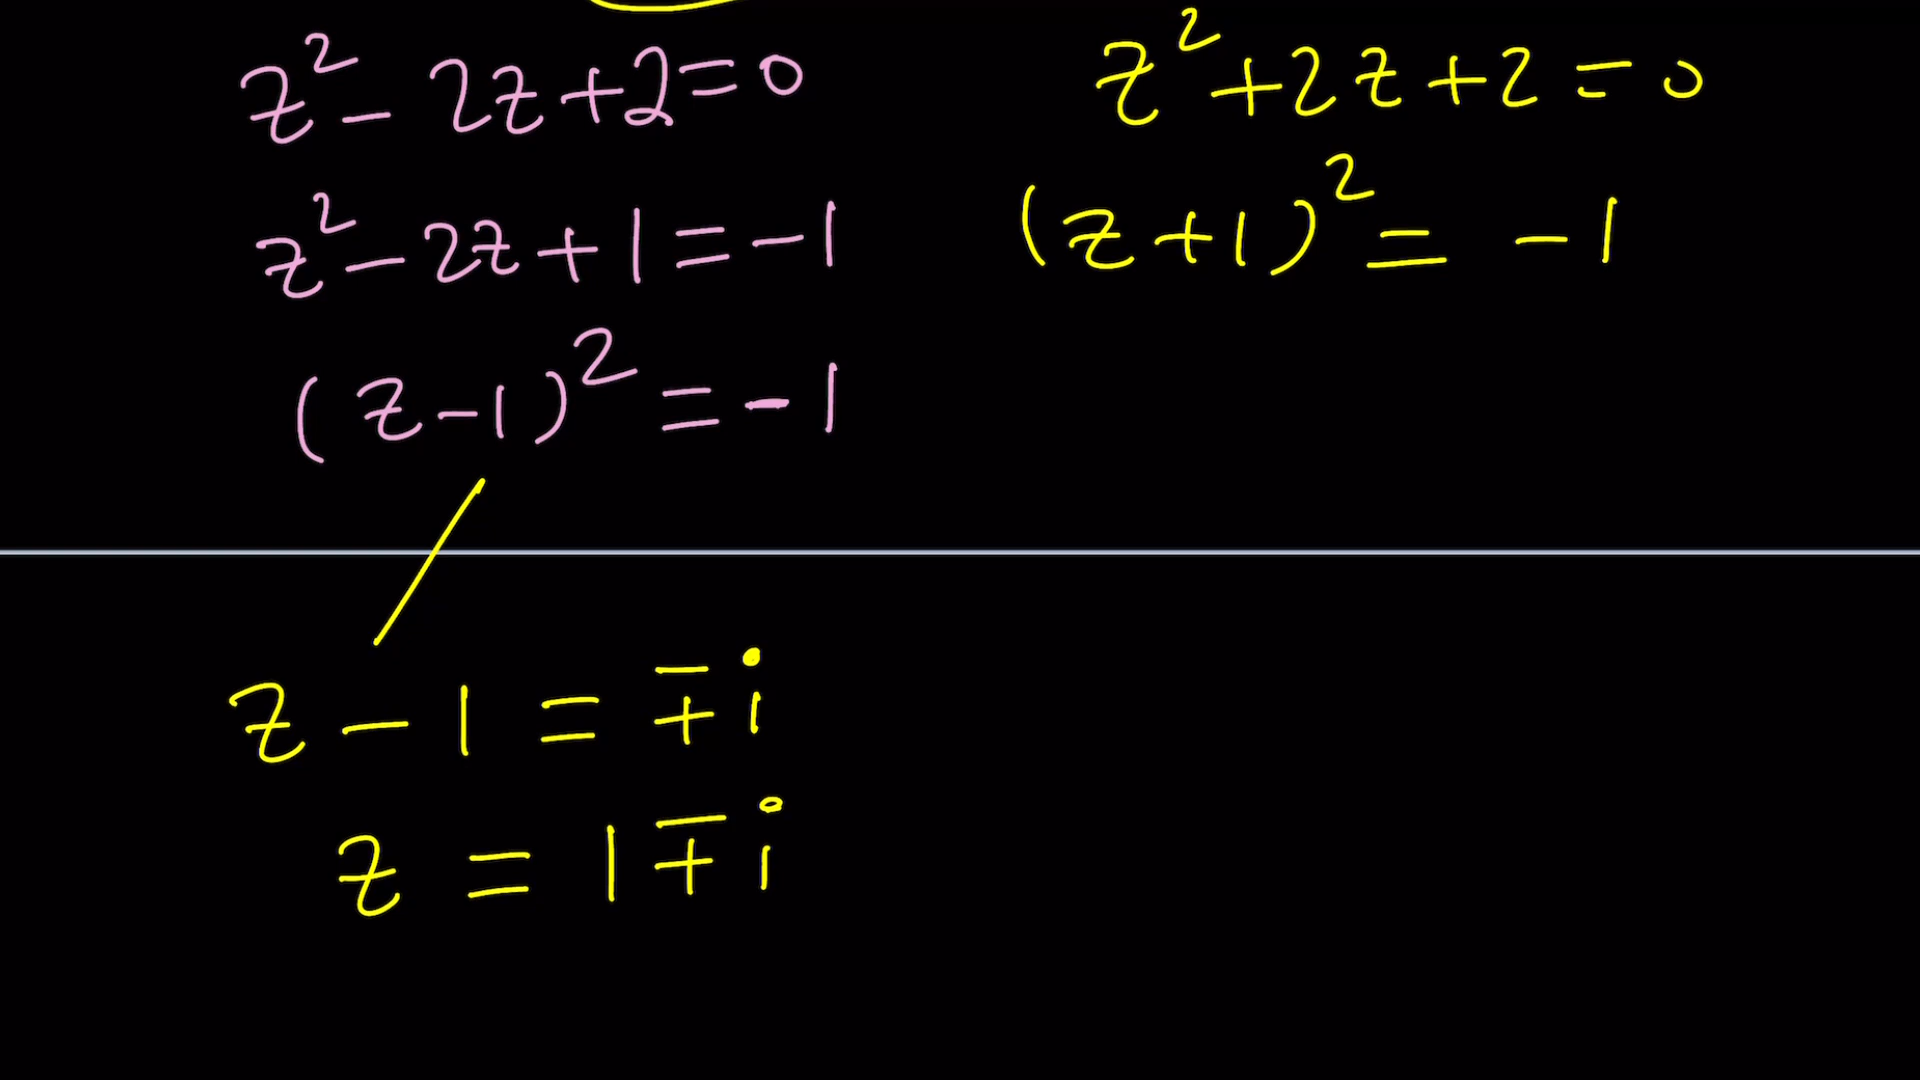 z² - 2z + 2 = 0
z² - 2z + 1 = -1
(z - 1)² = -1
z - 1 = ∓ i
z = 1 ∓ i
z² + 2z + 2 = 0
(z + 1)² = -1